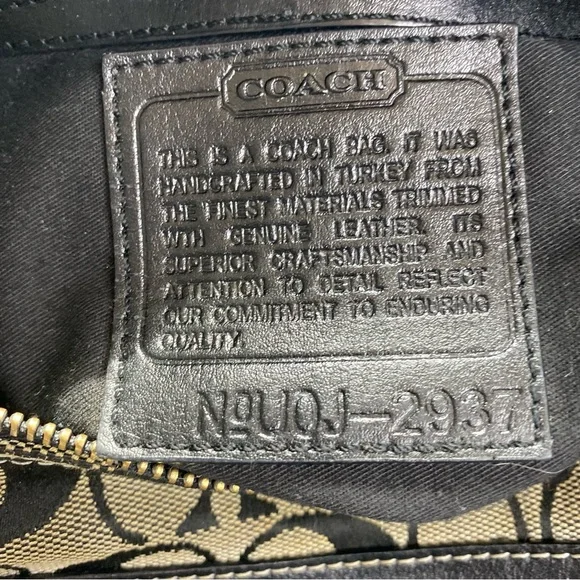 COACH
THIS IS A COACH BAG. IT WAS
HANDCRAFTED IN TURKEY FROM
THE FINEST MATERIALS TRIMMED
WITH GENUINE LEATHER. ITS
SUPERIOR CRAFTSMANSHIP AND
ATTENTION TO DETAIL REFLECT
OUR COMMITMENT TO ENDURING
QUALITY.
NoUQJ-2937